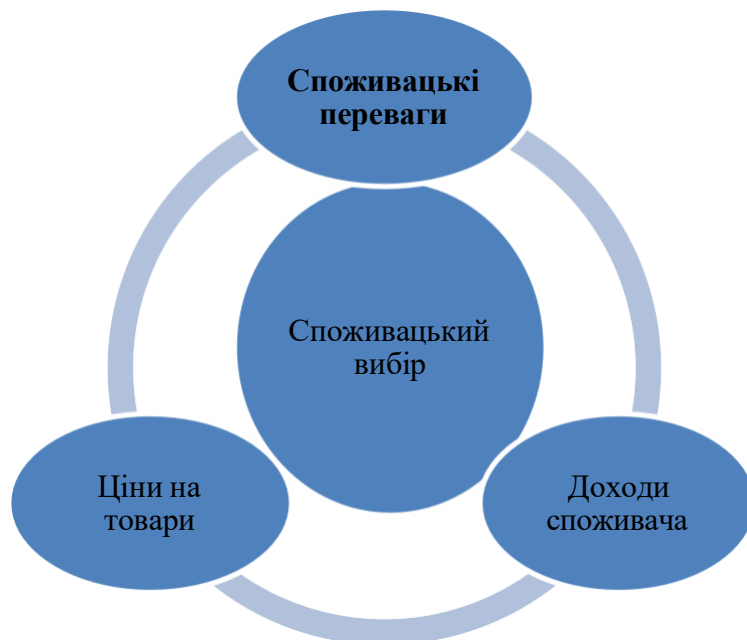 Споживацькі
переваги
Споживацький
вибір
Ціни на
товари
Доходи
споживача